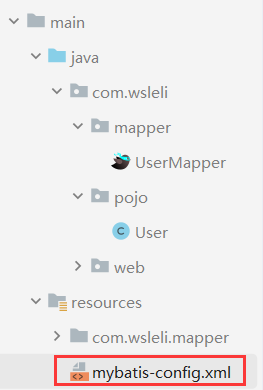 main
java
com.wsleli
mapper
UserMapper
pojo
User
web
resources
com.wsleli.mapper
mybatis-config.xml